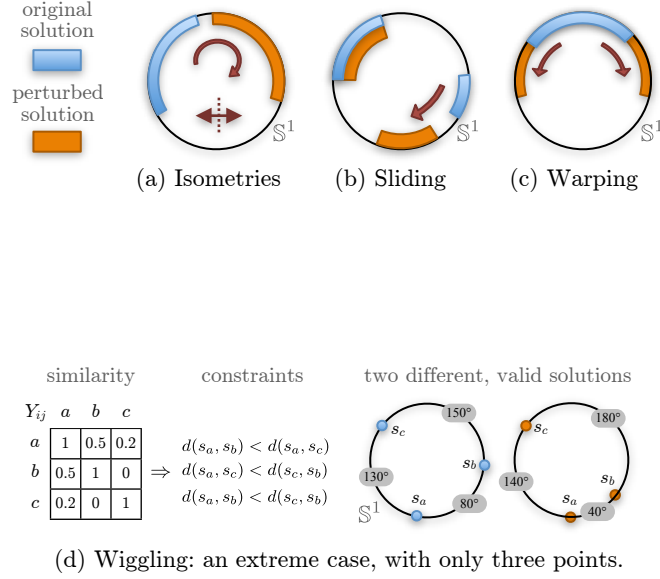 original
solution
perturbed
solution
𝕊¹
𝕊¹
𝕊¹
(a) Isometries
(b) Sliding
(c) Warping
similarity
constraints
two different, valid solutions
Y_ij a b c
a 1 0.5 0.2
b 0.5 1 0
c 0.2 0 1
⇒
d(s_a, s_b) < d(s_a, s_c)
d(s_a, s_c) < d(s_c, s_b)
d(s_a, s_b) < d(s_c, s_b)
150°
s_c
s_b
130°
s_a
80°
𝕊¹
180°
s_c
s_b
140°
s_a
40°
(d) Wiggling: an extreme case, with only three points.